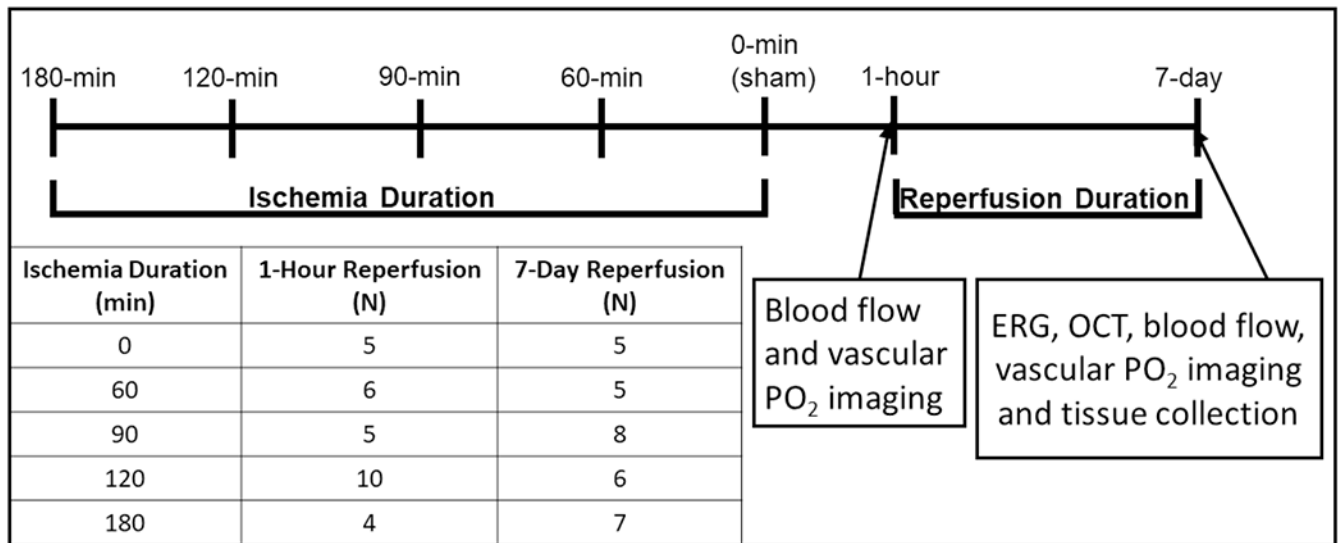 0-min
180-min 120-min 90-min 60-min (sham) 1-hour 7-day
Ischemia Duration
Reperfusion Duration
Ischemia Duration (min) 1-Hour Reperfusion (N) 7-Day Reperfusion (N)
0 5 5
60 6 5
90 5 8
120 10 6
180 4 7
Blood flow
and vascular
PO₂ imaging
ERG, OCT, blood flow,
vascular PO₂ imaging
and tissue collection